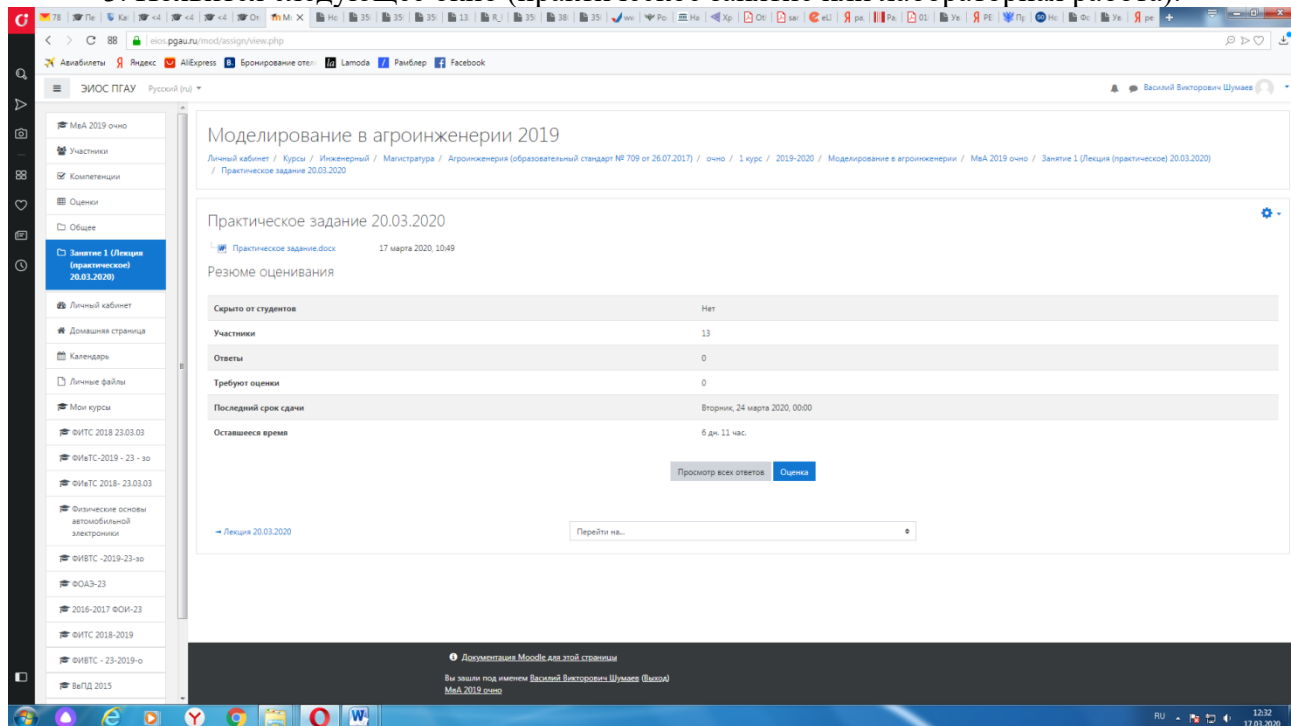 78
eios.pgau.ru/mod/assign/view.php
Авиабилеты Яндекс AliExpress Lamoda Рамблер Facebook
ЭИОС ПГАУ Русский (ru)
Василий Викторович Шумаев
МвА 2019 очно
Участники
Компетенции
Оценки
Общее
Занятие 1 (Лекция
(практическое)
20.03.2020)
Личный кабинет
Домашняя страница
Календарь
Личные файлы
Мои курсы
ФИТС 2018 23.03.03
ФИвТС-2019 - 23 - зо
ФИвТС 2018- 23.03.03
Физические основы
автомобильной
электроники
ФИВТС -2019-23-зо
ФОАЭ-23
2016-2017 ФОИ-23
ФИТС 2018-2019
ФИВТС - 23-2019-о
ВвПД 2015
Моделирование в агроинженерии 2019
Личный кабинет / Курсы / Инженерный / Магистратура / Агроинженерия (образовательный стандарт № 709 от 26.07.2017) / очно / 1 курс / 2019-2020 / Моделирование в агроинженерии / МвА 2019 очно / Занятие 1 (Лекция (практическое) 20.03.2020)
/ Практическое задание 20.03.2020
Практическое задание 20.03.2020
Практическое задание.docx 17 марта 2020, 10:49
Резюме оценивания
Скрыто от студентов Нет
Участники 13
Ответы 0
Требуют оценки 0
Последний срок сдачи Вторник, 24 марта 2020, 00:00
Оставшееся время 6 дн. 11 час.
Просмотр всех ответов Оценка
Лекция 20.03.2020 Перейти на...
Документация Moodle для этой страницы
Вы зашли под именем Василий Викторович Шумаев (Выход)
МвА 2019 очно
RU 12:32
17.03.2020